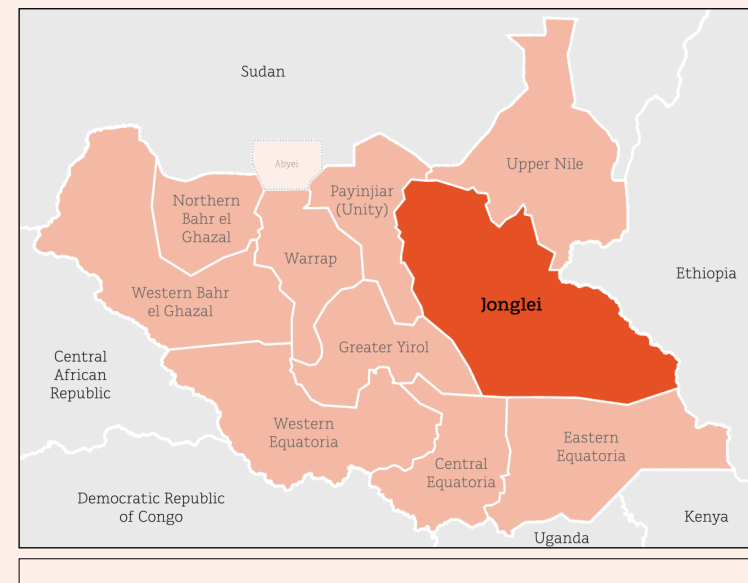 Sudan
Abyei
Upper Nile
Northern
Bahr el
Ghazal
Payinjiar
(Unity)
Warrap
Ethiopia
Western Bahr
el Ghazal
Jonglei
Central
African
Republic
Greater Yirol
Western
Equatoria
Eastern
Equatoria
Central
Equatoria
Democratic Republic
of Congo
Kenya
Uganda